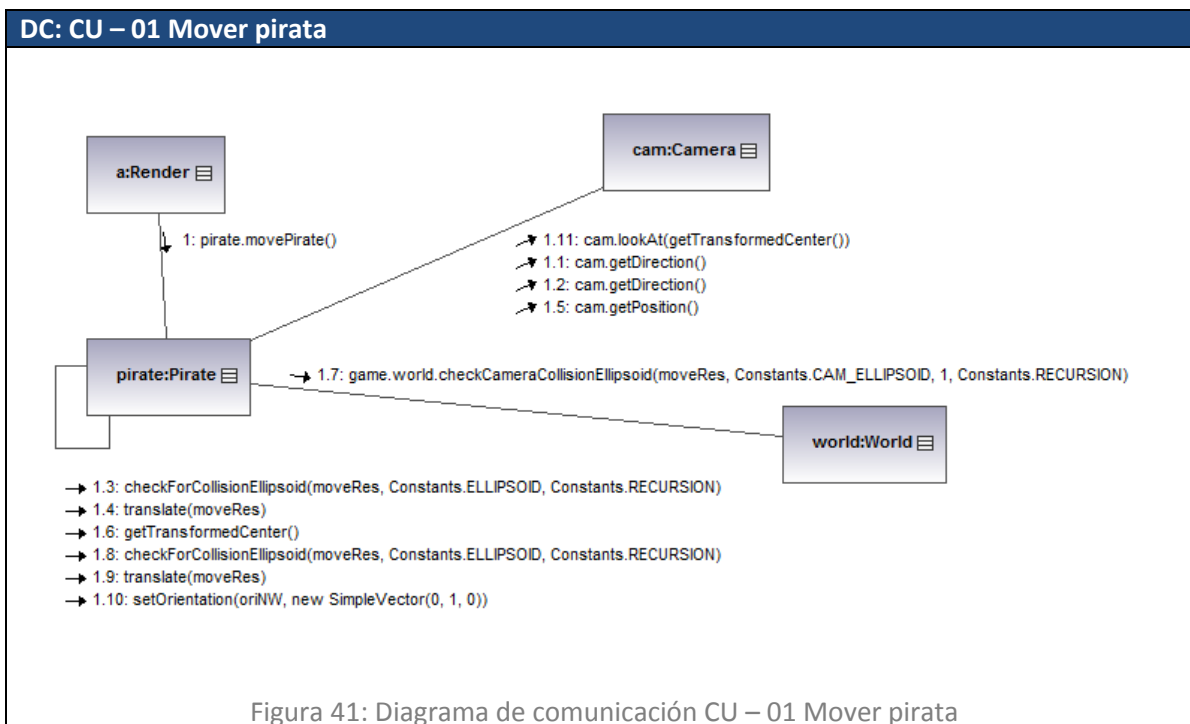 DC: CU – 01 Mover pirata
cam:Camera
a:Render
1: pirate.movePirate()
1.11: cam.lookAt(getTransformedCenter())
1.1: cam.getDirection()
1.2: cam.getDirection()
1.5: cam.getPosition()
pirate:Pirate
1.7: game.world.checkCameraCollisionEllipsoid(moveRes, Constants.CAM_ELLIPSOID, 1, Constants.RECURSION)
world:World
1.3: checkForCollisionEllipsoid(moveRes, Constants.ELLIPSOID, Constants.RECURSION)
1.4: translate(moveRes)
1.6: getTransformedCenter()
1.8: checkForCollisionEllipsoid(moveRes, Constants.ELLIPSOID, Constants.RECURSION)
1.9: translate(moveRes)
1.10: setOrientation(oriNW, new SimpleVector(0, 1, 0))
Figura 41: Diagrama de comunicación CU – 01 Mover pirata